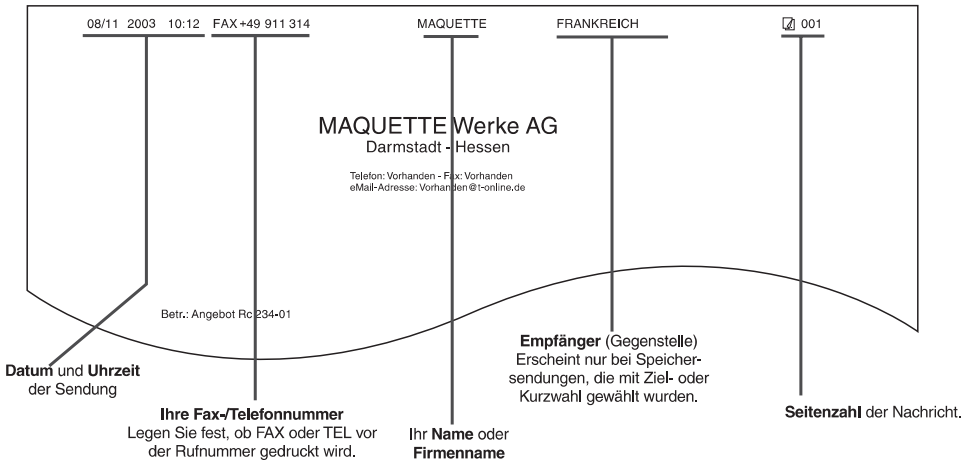 08/11 2003 10:12 FAX +49 911 314 MAQUETTE FRANKREICH 001
MAQUETTE Werke AG
Darmstadt - Hessen
Telefon: Vorhanden - Fax: Vorhanden
eMail-Adresse: Vorhanden@t-online.de
Betr.: Angebot Rc 234-01
Datum und Uhrzeit
der Sendung
Ihre Fax-/Telefonnummer
Legen Sie fest, ob FAX oder TEL vor
der Rufnummer gedruckt wird.
Ihr Name oder
Firmenname
Empfänger (Gegenstelle)
Erscheint nur bei Speicher-
sendungen, die mit Ziel- oder
Kurzwahl gewählt wurden.
Seitenzahl der Nachricht.